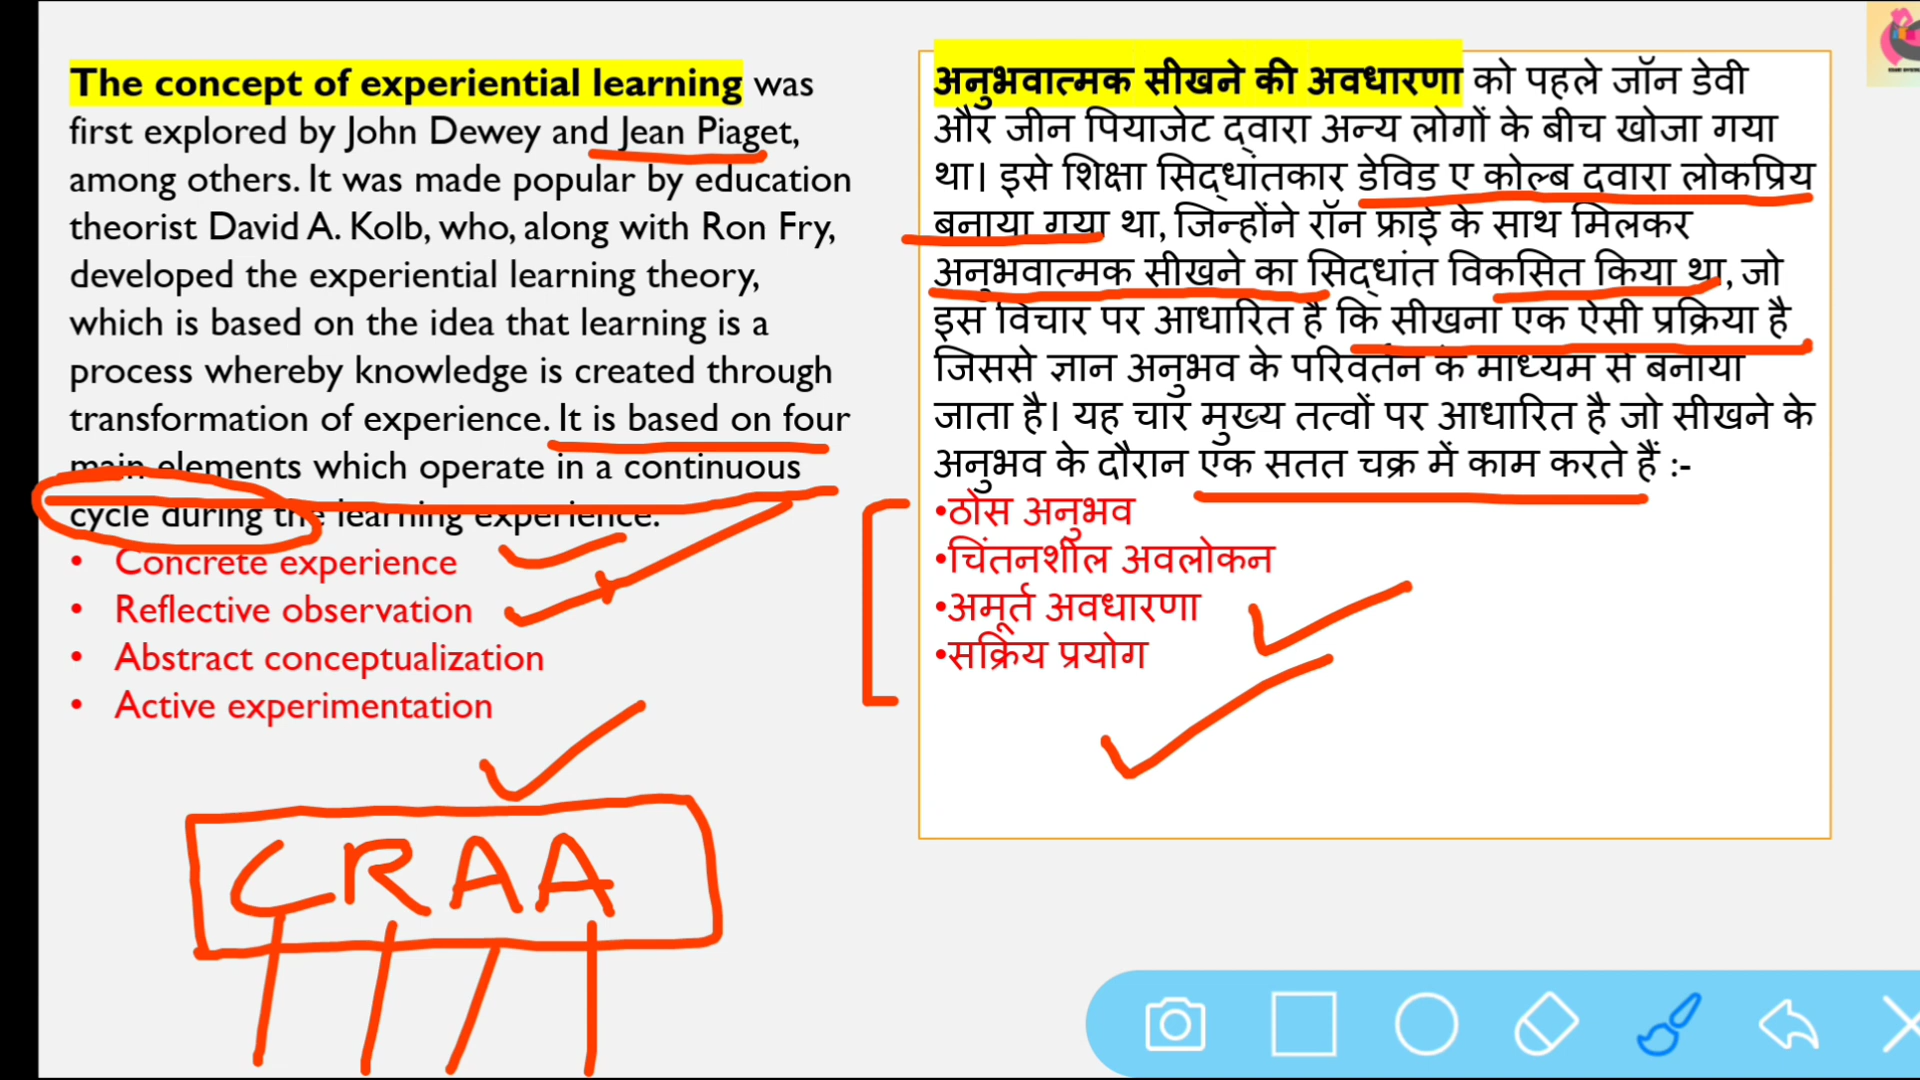 The concept of experiential learning was
first explored by John Dewey and Jean Piaget,
among others. It was made popular by education
theorist David A. Kolb, who, along with Ron Fry,
developed the experiential learning theory,
which is based on the idea that learning is a
process whereby knowledge is created through
transformation of experience. It is based on four
main elements which operate in a continuous
cycle during the learning experience.
• Concrete experience
• Reflective observation
• Abstract conceptualization
• Active experimentation
CRAA
अनुभवात्मक सीखने की अवधारणा को पहले जॉन डेवी
और जीन पियाजेट द्वारा अन्य लोगों के बीच खोजा गया
था। इसे शिक्षा सिद्धांतकार डेविड ए कोल्ब दवारा लोकप्रिय
बनाया गया था, जिन्होंने रॉन फ्राई के साथ मिलकर
अनुभवात्मक सीखने का सिद्धांत विकसित किया था, जो
इस विचार पर आधारित है कि सीखना एक ऐसी प्रक्रिया है
जिससे ज्ञान अनुभव के परिवर्तन के माध्यम से बनाया
जाता है। यह चार मुख्य तत्वों पर आधारित है जो सीखने के
अनुभव के दौरान एक सतत चक्र में काम करते हैं :-
•ठोस अनुभव
•चिंतनशील अवलोकन
•अमूर्त अवधारणा
•सक्रिय प्रयोग